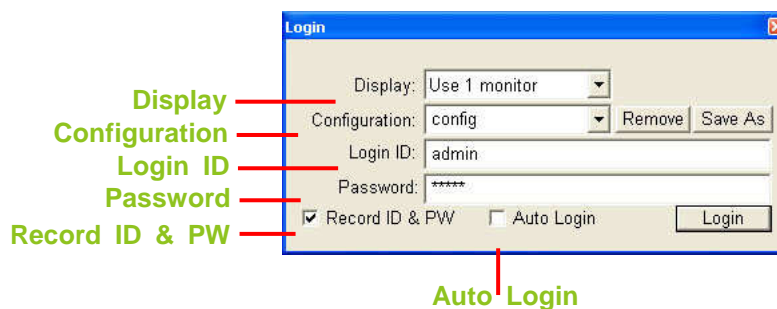 Login
Display: Use 1 monitor
Configuration: config Remove Save As
Login ID: admin
Password: *****
Record ID & PW Auto Login Login
Display
Configuration
Login ID
Password
Record ID & PW
Auto Login